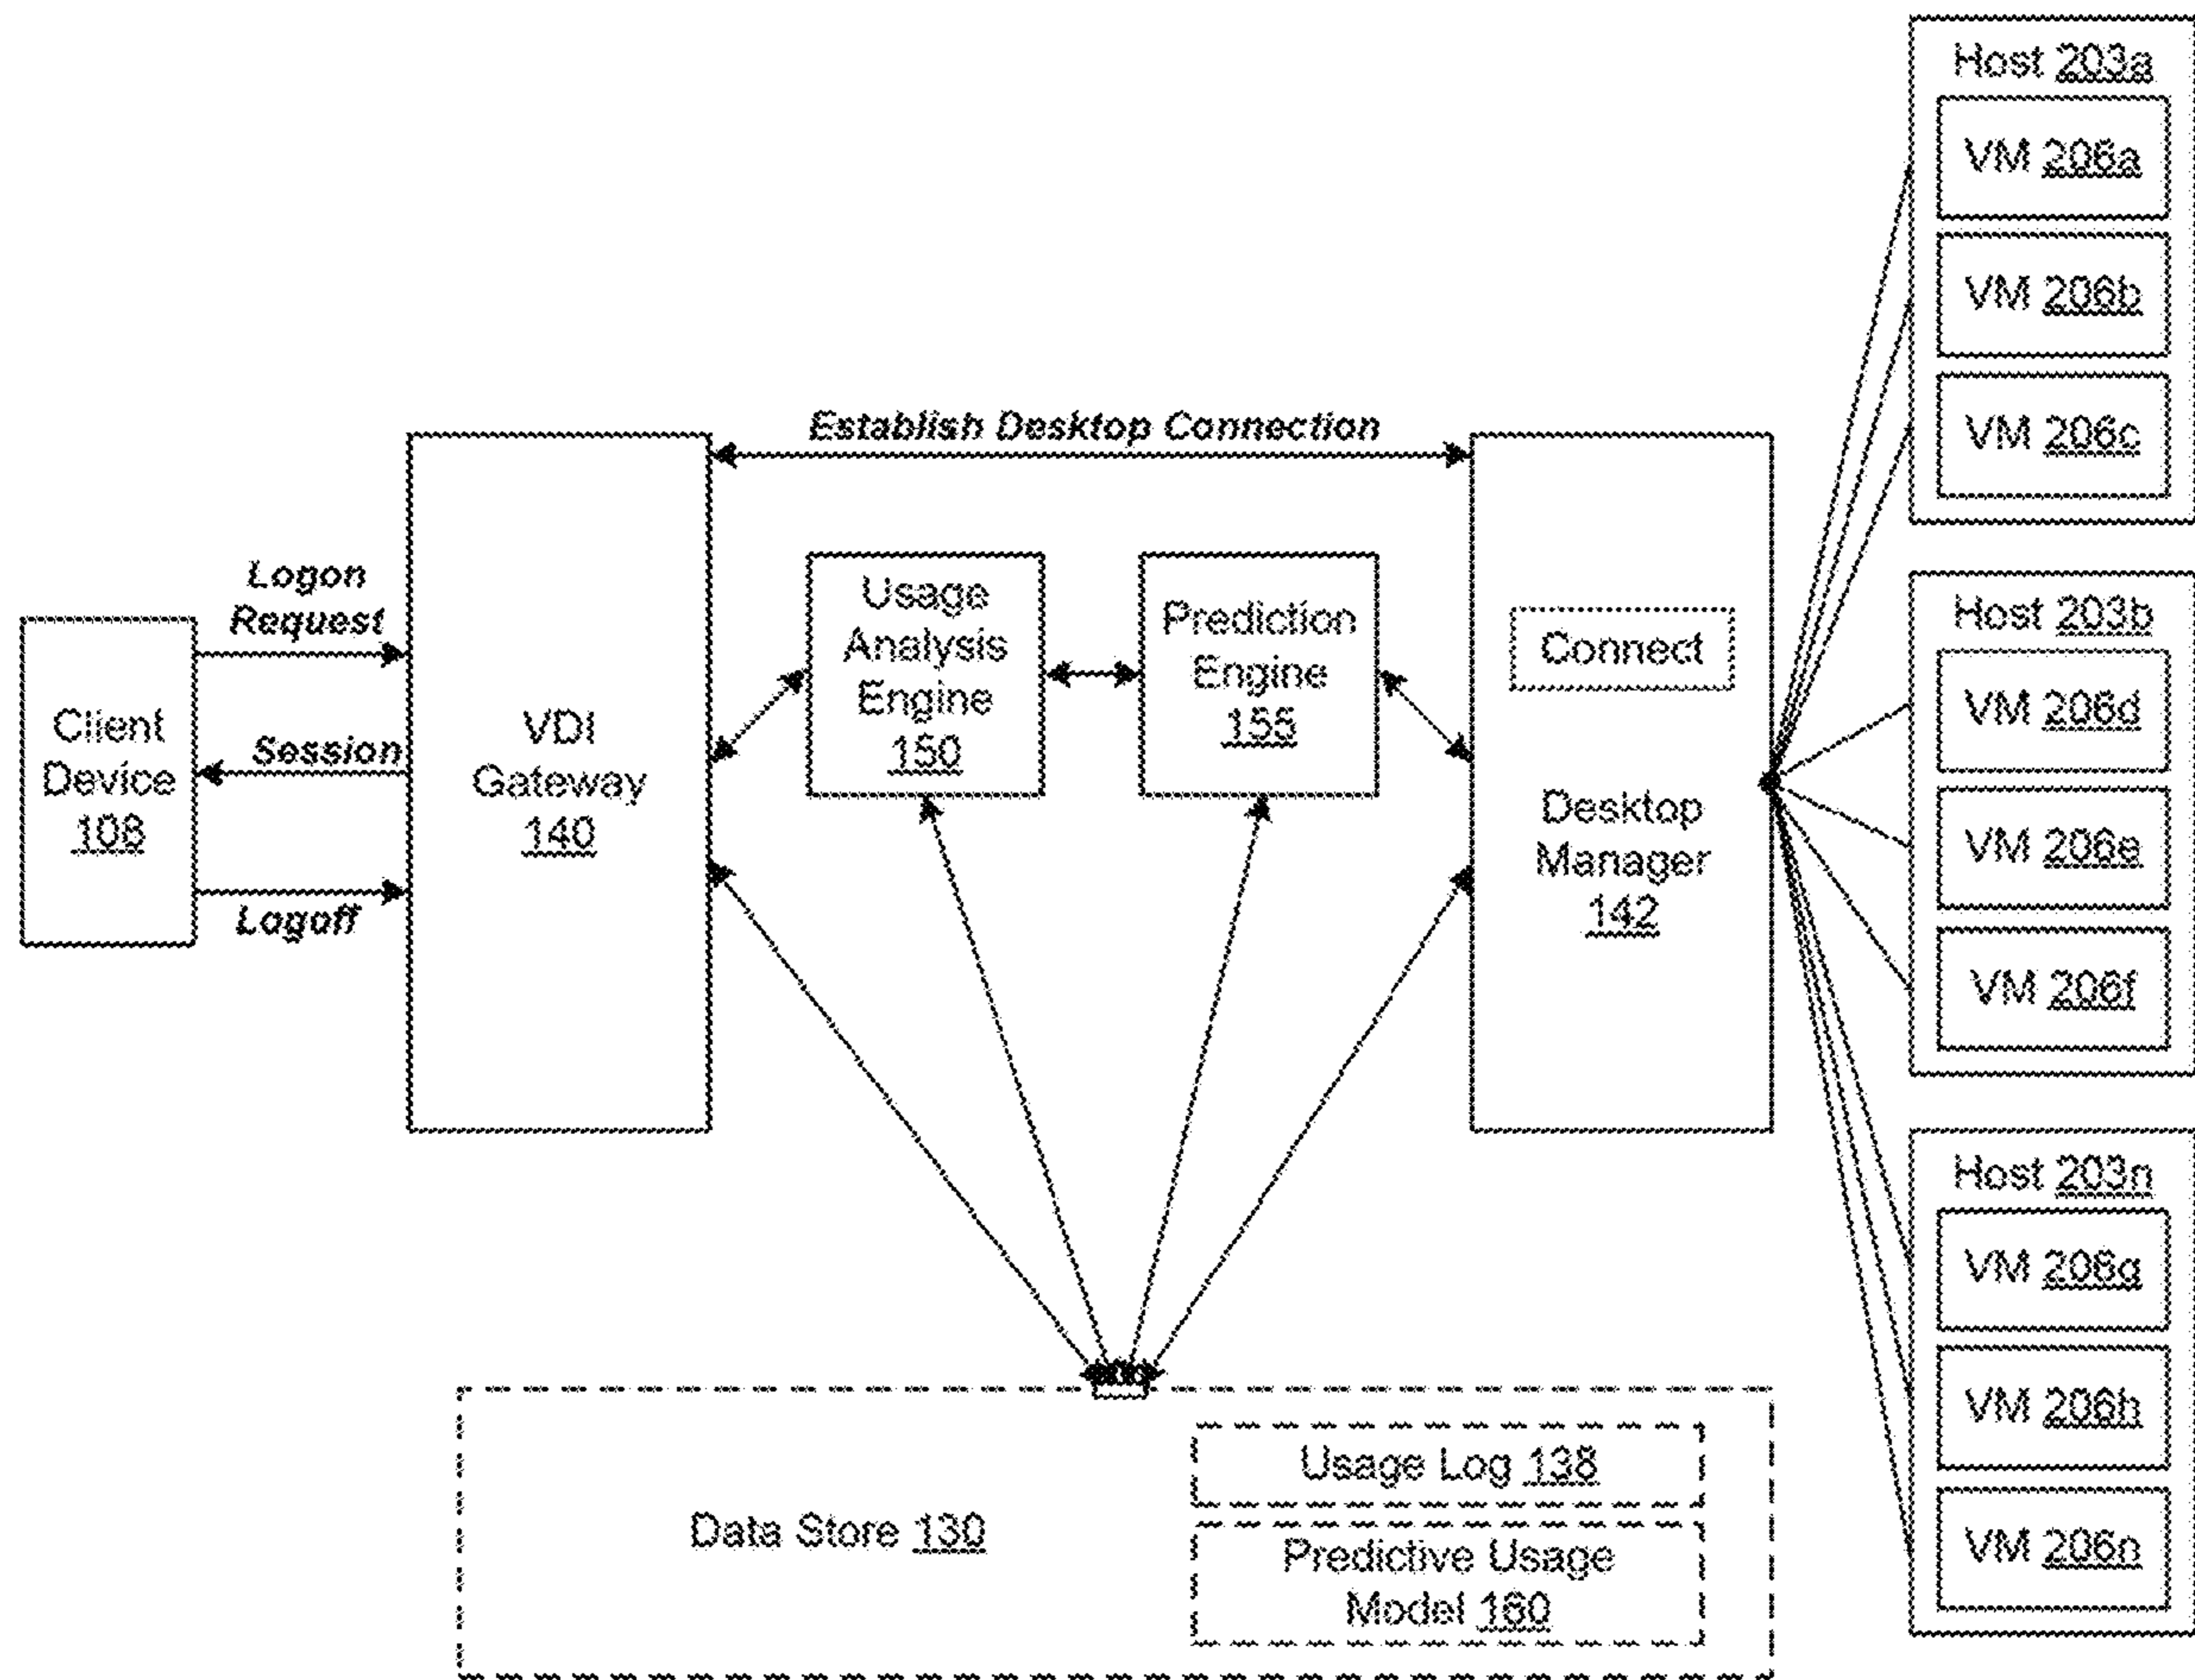 Host 203a
VM 206a
VM 206b
VM 206c
Establish Desktop Connection
Logon
Request
Session
Logoff
Client
Device
108
VDI
Gateway
140
Usage
Analysis
Engine
150
Prediction
Engine
155
Connect
Desktop
Manager
142
Host 203b
VM 206d
VM 206e
VM 206f
Host 203n
VM 206g
VM 206h
VM 206n
Data Store 130
Usage Log 138
Predictive Usage
Model 160